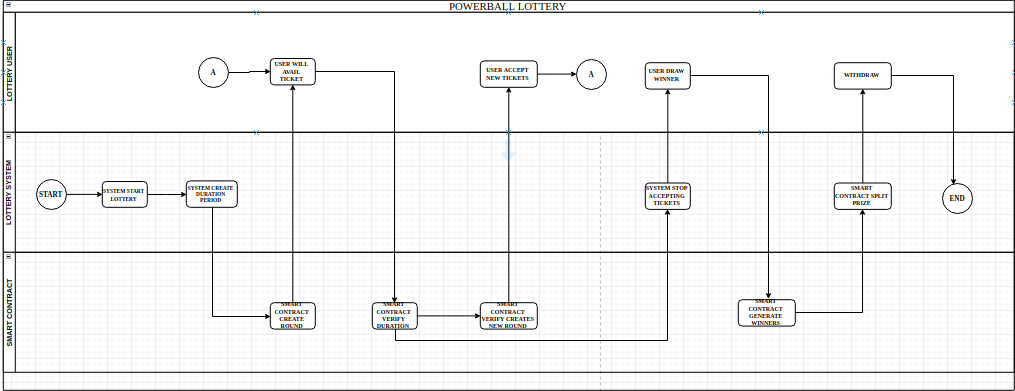 POWERBALL LOTTERY
LOTTERY USER
A
USER WILL
AVAIL
TICKET
USER ACCEPT
NEW TICKETS
A
USER DRAW
WINNER
WITHDRAW
LOTTERY SYSTEM
START
SYSTEM START
LOTTERY
SYSTEM CREATE
DURATION
PERIOD
SYSTEM STOP
ACCEPTING
TICKETS
SMART
CONTRACT SPLIT
PRIZE
END
SMART CONTRACT
SMART
CONTRACT
CREATE
ROUND
SMART
CONTRACT
VERIFY
DURATION
SMART
CONTRACT
VERIFY CREATES
NEW ROUND
SMART
CONTRACT
GENERATE
WINNERS